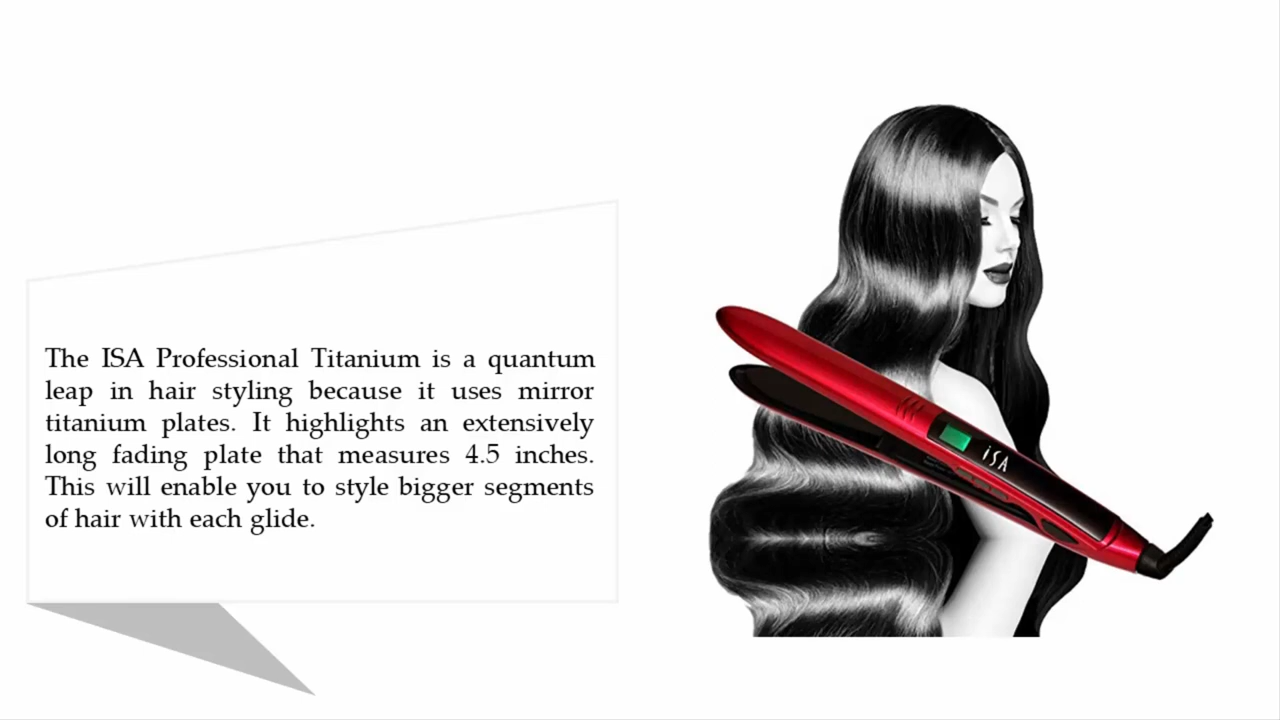 The ISA Professional Titanium is a quantum
leap in hair styling because it uses mirror
titanium plates. It highlights an extensively
long fading plate that measures 4.5 inches.
This will enable you to style bigger segments
of hair with each glide.
iSA